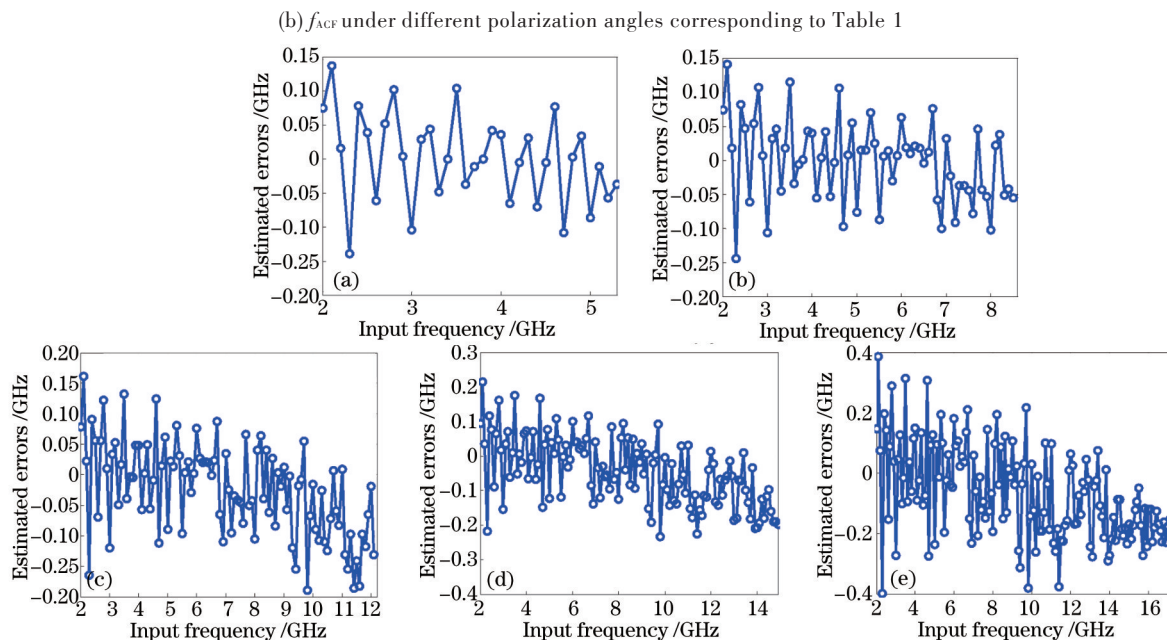 (b) fACF under different polarization angles corresponding to Table 1
0.15
0.10
0.05
0
-0.05
-0.10
-0.25
-0.20
Estimated errors /GHz
(a)
2 3 4 5
Input frequency /GHz
0.15
0.10
0.05
0
-0.05
-0.10
-0.25
-0.20
Estimated errors /GHz
(b)
2 3 4 5 6 7 8
Input frequency /GHz
0.20
0.15
0.10
0.05
0
-0.05
-0.10
-0.25
-0.20
Estimated errors /GHz
(c)
2 3 4 5 6 7 8 9 10 11 12
Input frequency /GHz
0.3
0.2
0.1
0
-0.1
-0.2
-0.3
-0.4
Estimated errors /GHz
(d)
2 4 6 8 10 12 14
Input frequency /GHz
0.4
0.2
0
-0.2
-0.4
Estimated errors /GHz
(e)
2 4 6 8 10 12 14 16
Input frequency /GHz